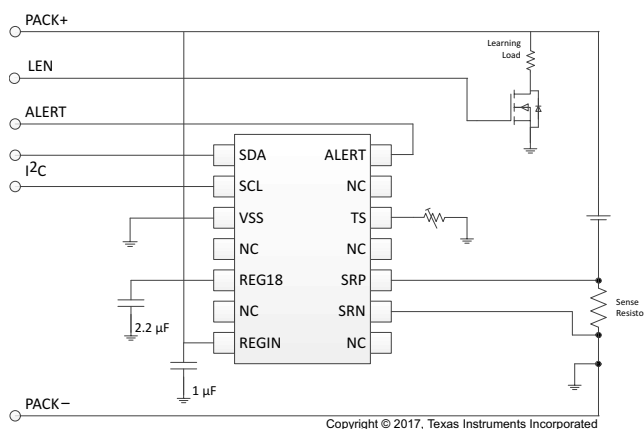 PACK+
LEN
ALERT
I²C
PACK−
Learning
Load
SDA
SCL
VSS
NC
REG18
NC
REGIN
ALERT
NC
TS
NC
SRP
SRN
NC
2.2 µF
1 µF
Sense
Resisto
Copyright © 2017, Texas Instruments Incorporated